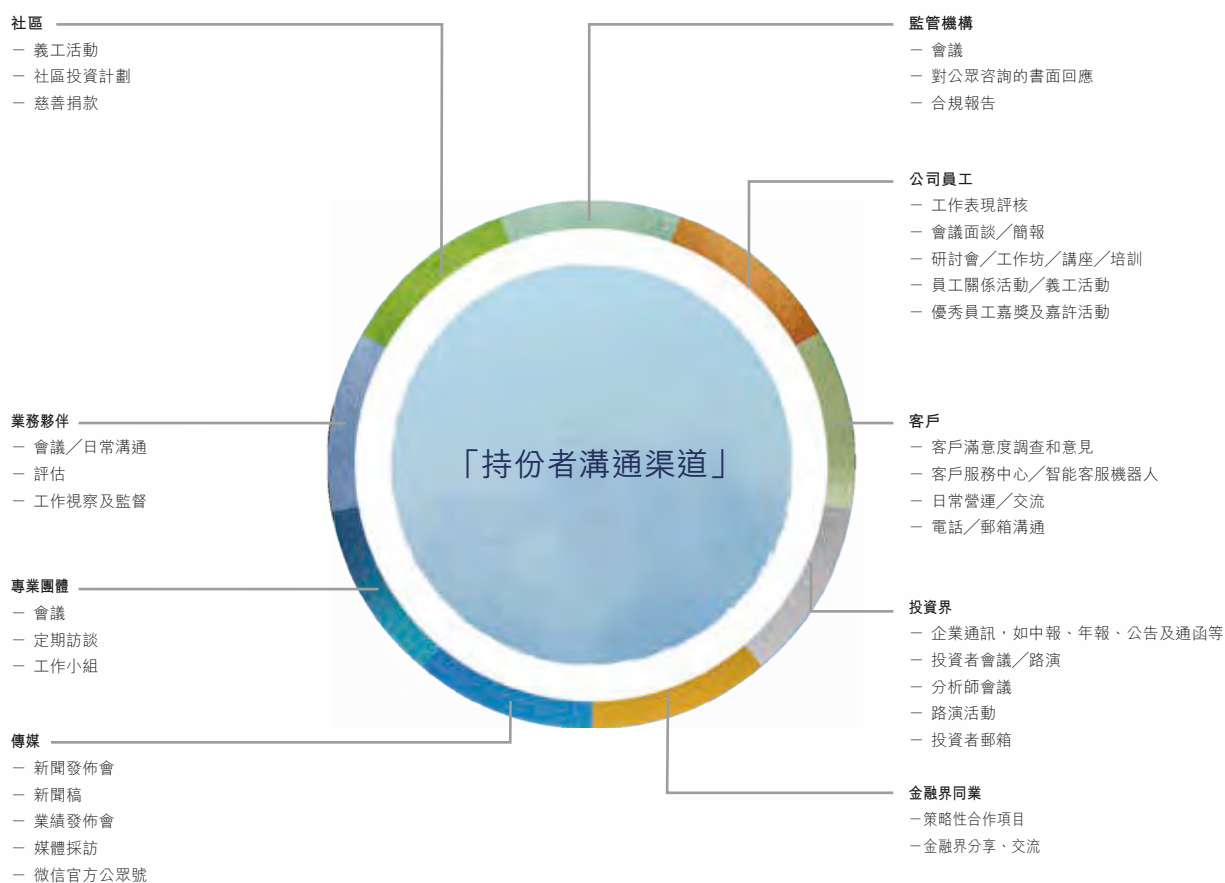 社區
－ 義工活動
－ 社區投資計劃
－ 慈善捐款
監管機構
－ 會議
－ 對公眾咨詢的書面回應
－ 合規報告
公司員工
－ 工作表現評核
－ 會議面談／簡報
－ 研討會／工作坊／講座／培訓
－ 員工關係活動／義工活動
－ 優秀員工嘉獎及嘉許活動
業務夥伴
－ 會議／日常溝通
－ 評估
－ 工作視察及監督
「持份者溝通渠道」
客戶
－ 客戶滿意度調查和意見
－ 客戶服務中心／智能客服機器人
－ 日常營運／交流
－ 電話／郵箱溝通
專業團體
－ 會議
－ 定期訪談
－ 工作小組
投資界
－ 企業通訊，如中報、年報、公告及通函等
－ 投資者會議／路演
－ 分析師會議
－ 路演活動
－ 投資者郵箱
傳媒
－ 新聞發佈會
－ 新聞稿
－ 業績發佈會
－ 媒體採訪
－ 微信官方公眾號
金融界同業
－策略性合作項目
－金融界分享、交流